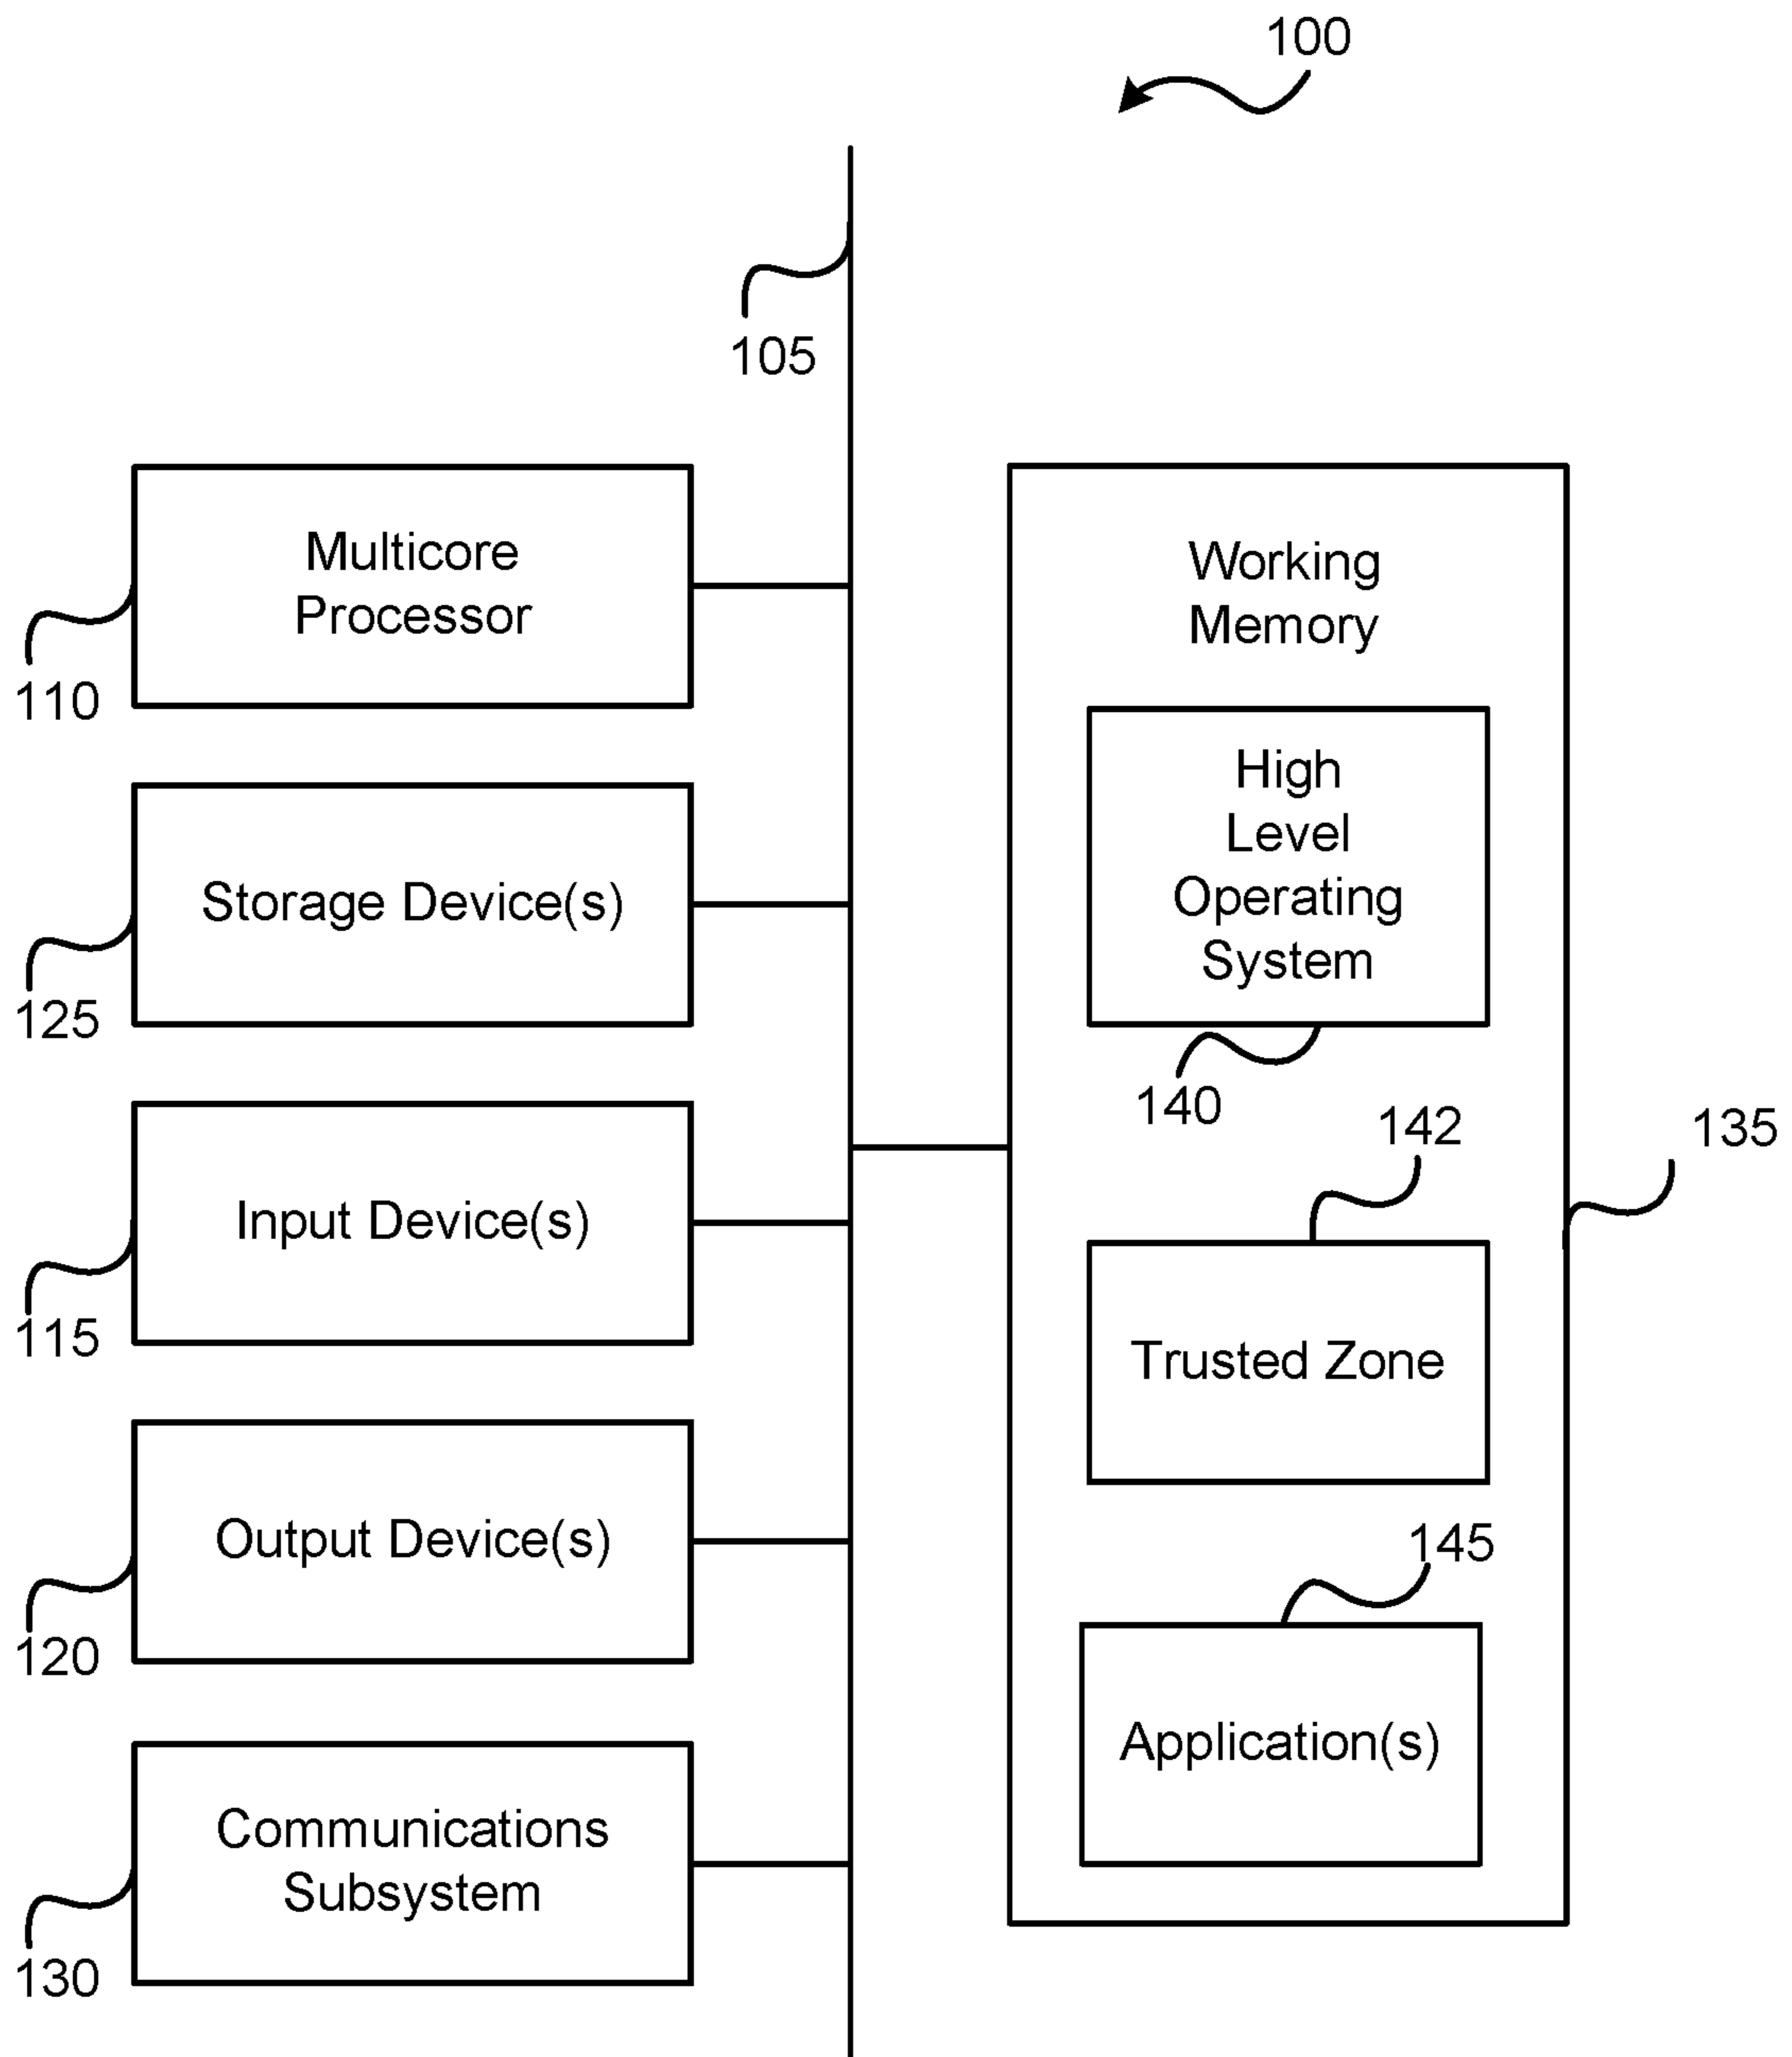 100
105
Multicore
Processor
110
Storage Device(s)
125
Input Device(s)
115
Output Device(s)
120
Communications
Subsystem
130
Working
Memory
High
Level
Operating
System
140
142
135
Trusted Zone
145
Application(s)